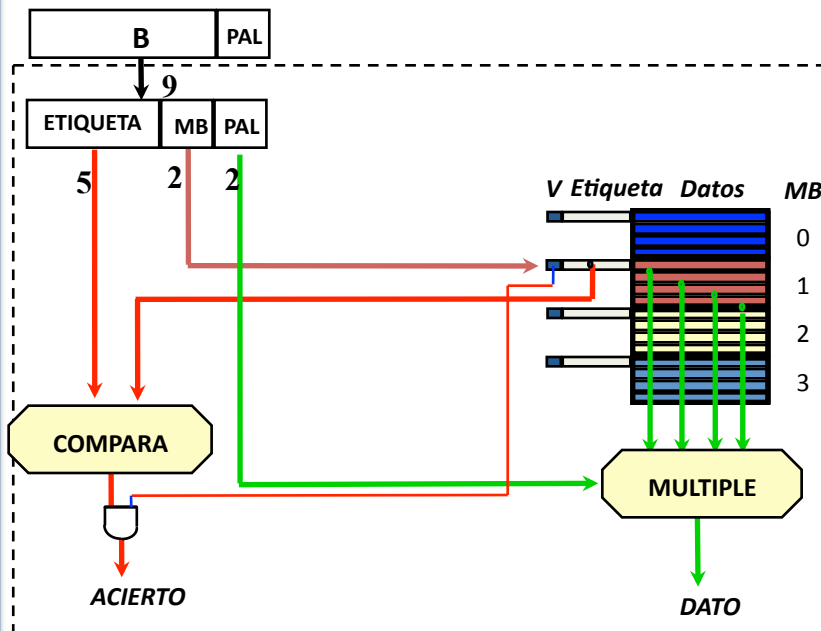 B PAL
9
ETIQUETA MB PAL
5 2 2
V Etiqueta Datos MB
0
1
2
3
COMPARA
MULTIPLE
ACIERTO
DATO